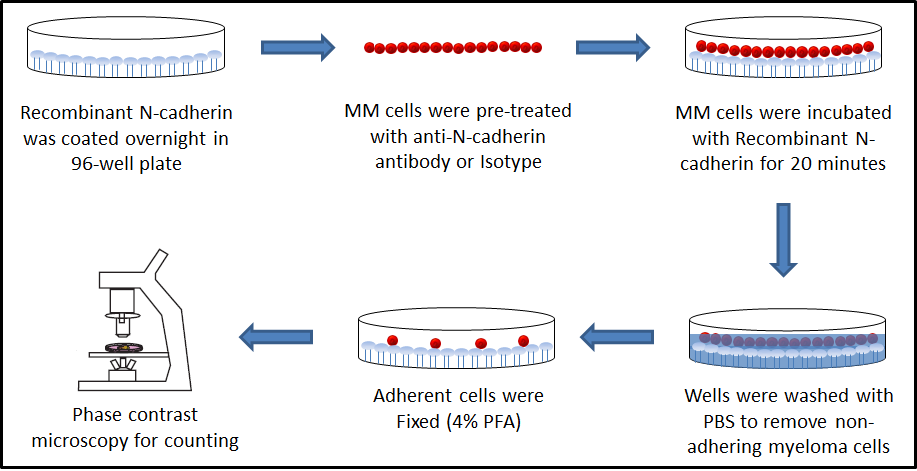 Recombinant N-cadherin
was coated overnight in
96-well plate
MM cells were pre-treated
with anti-N-cadherin
antibody or Isotype
MM cells were incubated
with Recombinant N-
cadherin for 20 minutes
Wells were washed with
PBS to remove non-
adhering myeloma cells
Adherent cells were
Fixed (4% PFA)
Phase contrast
microscopy for counting